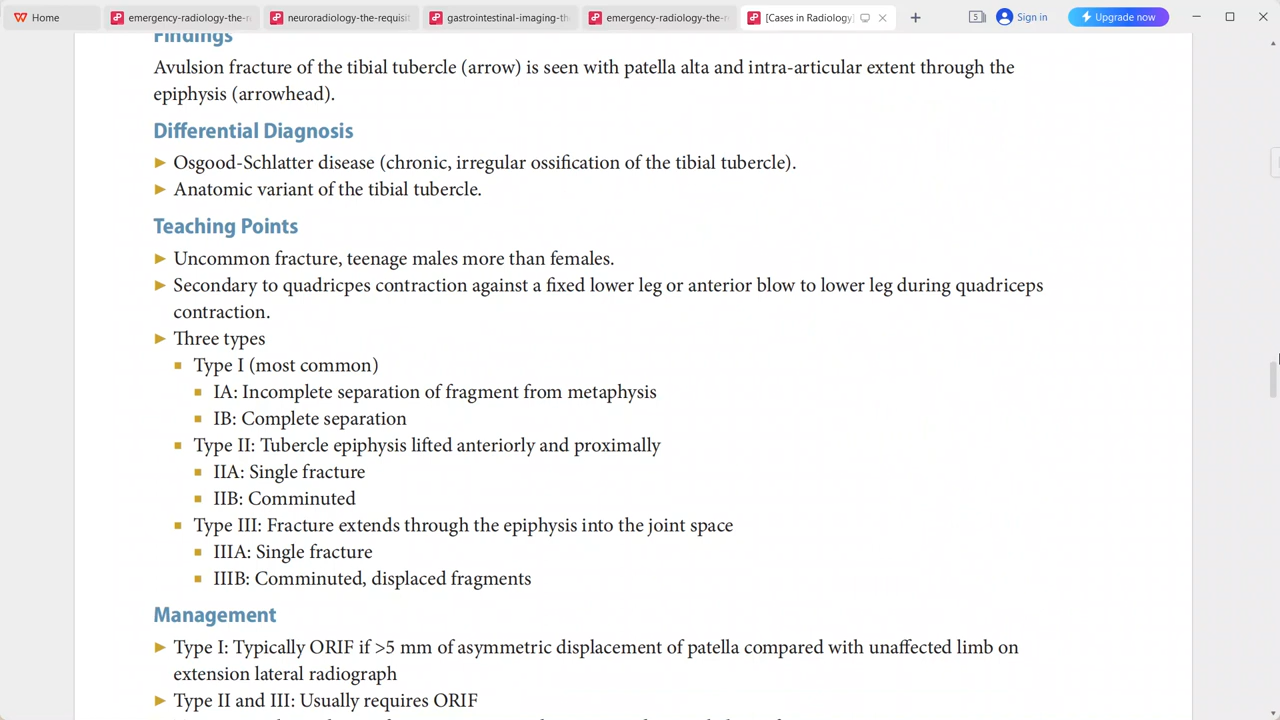 Home
emergency-radiology-the-r
neuroradiology-the-requisit
gastrointestinal-imaging-th
emergency-radiology-the-r
[Cases in Radiology]
5
Sign in
Upgrade now
Findings
Avulsion fracture of the tibial tubercle (arrow) is seen with patella alta and intra-articular extent through the
epiphysis (arrowhead).
Differential Diagnosis
► Osgood-Schlatter disease (chronic, irregular ossification of the tibial tubercle).
► Anatomic variant of the tibial tubercle.
Teaching Points
► Uncommon fracture, teenage males more than females.
► Secondary to quadricpes contraction against a fixed lower leg or anterior blow to lower leg during quadriceps
contraction.
► Three types
■ Type I (most common)
■ IA: Incomplete separation of fragment from metaphysis
■ IB: Complete separation
■ Type II: Tubercle epiphysis lifted anteriorly and proximally
■ IIA: Single fracture
■ IIB: Comminuted
■ Type III: Fracture extends through the epiphysis into the joint space
■ IIIA: Single fracture
■ IIIB: Comminuted, displaced fragments
Management
► Type I: Typically ORIF if >5 mm of asymmetric displacement of patella compared with unaffected limb on
extension lateral radiograph
► Type II and III: Usually requires ORIF